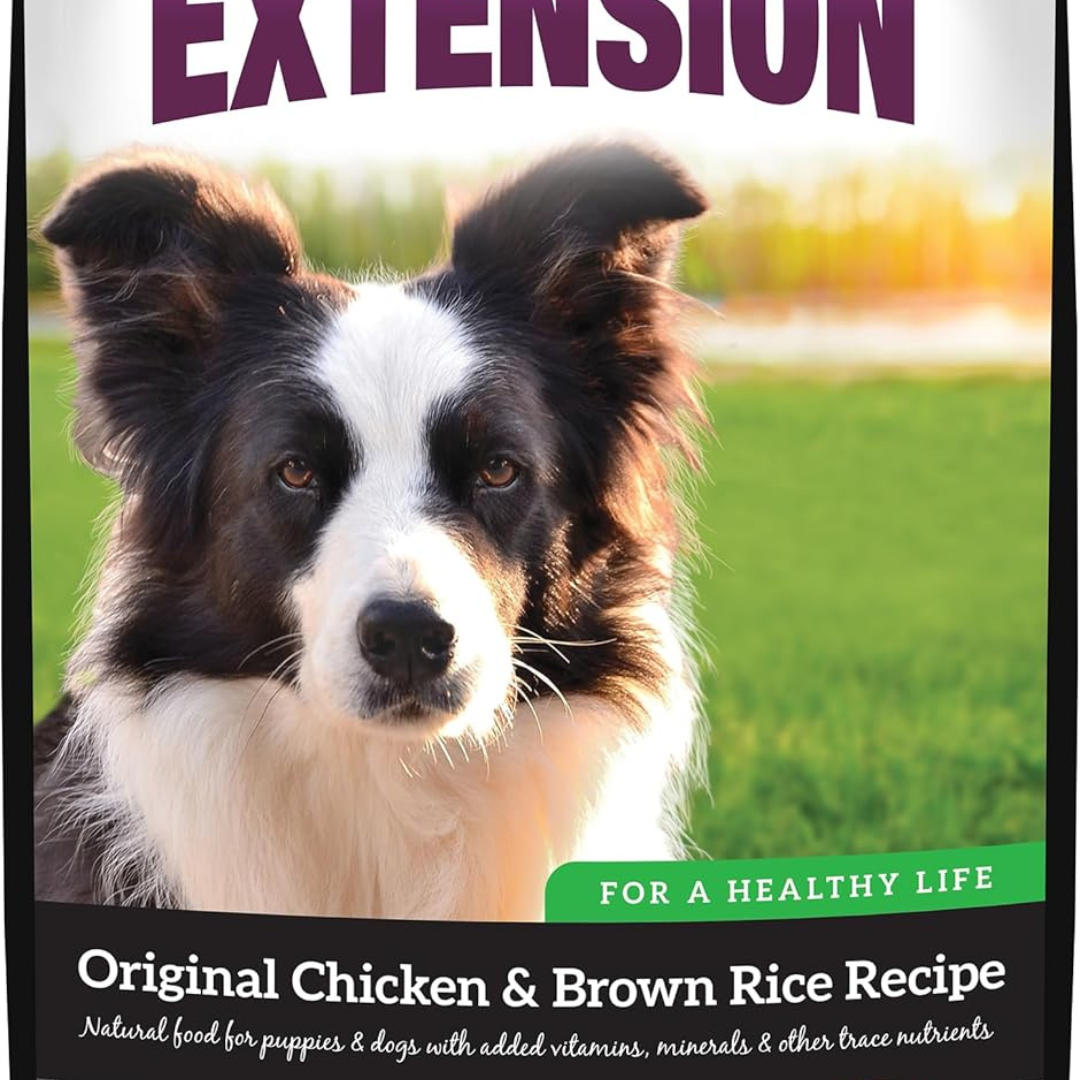 EXTENSION
FOR A HEALTHY LIFE
Original Chicken & Brown Rice Recipe
Natural food for puppies & dogs with added vitamins, minerals & other trace nutrients